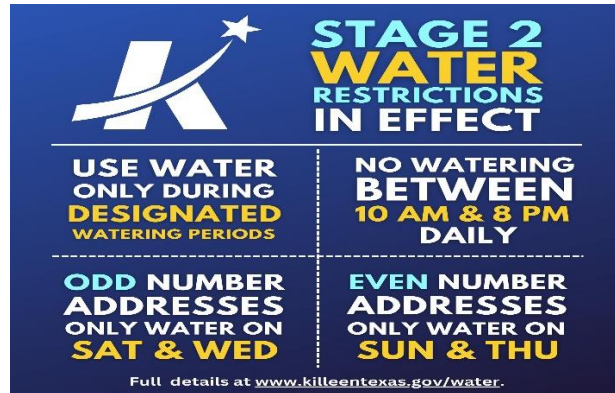 STAGE 2
WATER
RESTRICTIONS
IN EFFECT
USE WATER
ONLY DURING
DESIGNATED
WATERING PERIODS
NO WATERING
BETWEEN
10 AM & 8 PM
DAILY
ODD NUMBER
ADDRESSES
ONLY WATER ON
SAT & WED
EVEN NUMBER
ADDRESSES
ONLY WATER ON
SUN & THU
Full details at www.killeentexas.gov/water.